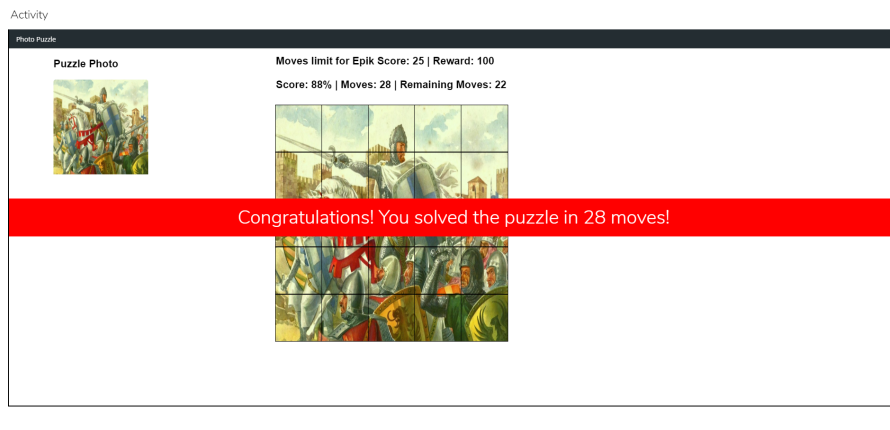 Activity
Photo Puzzle
Puzzle Photo
Moves limit for Epik Score: 25 | Reward: 100
Score: 88% | Moves: 28 | Remaining Moves: 22
Congratulations! You solved the puzzle in 28 moves!